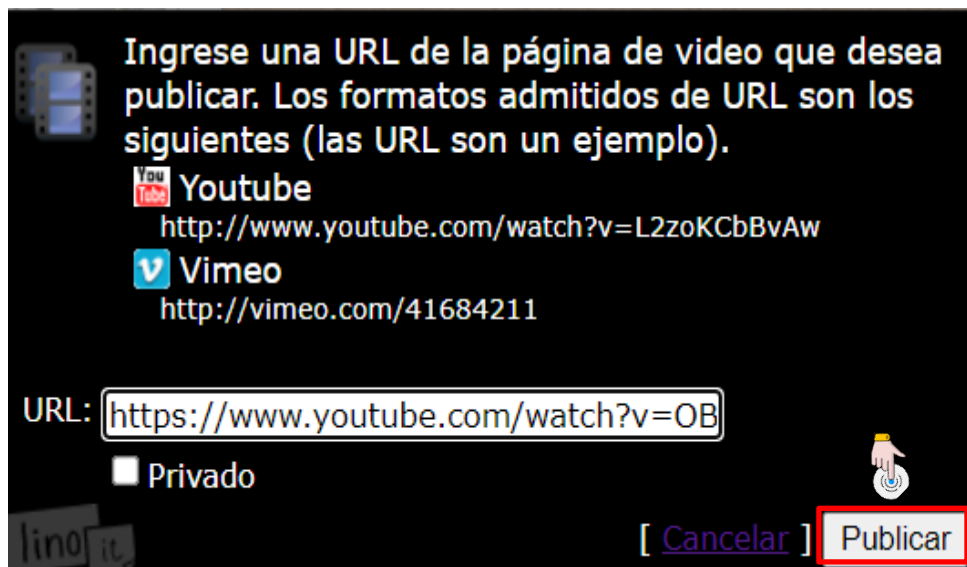 Ingrese una URL de la página de video que desea
publicar. Los formatos admitidos de URL son los
siguientes (las URL son un ejemplo).
You Tube Youtube
http://www.youtube.com/watch?v=L2zoKCbBvAw
Vimeo
http://vimeo.com/41684211
URL: https://www.youtube.com/watch?v=OB
Privado
lino it
[ Cancelar ] Publicar